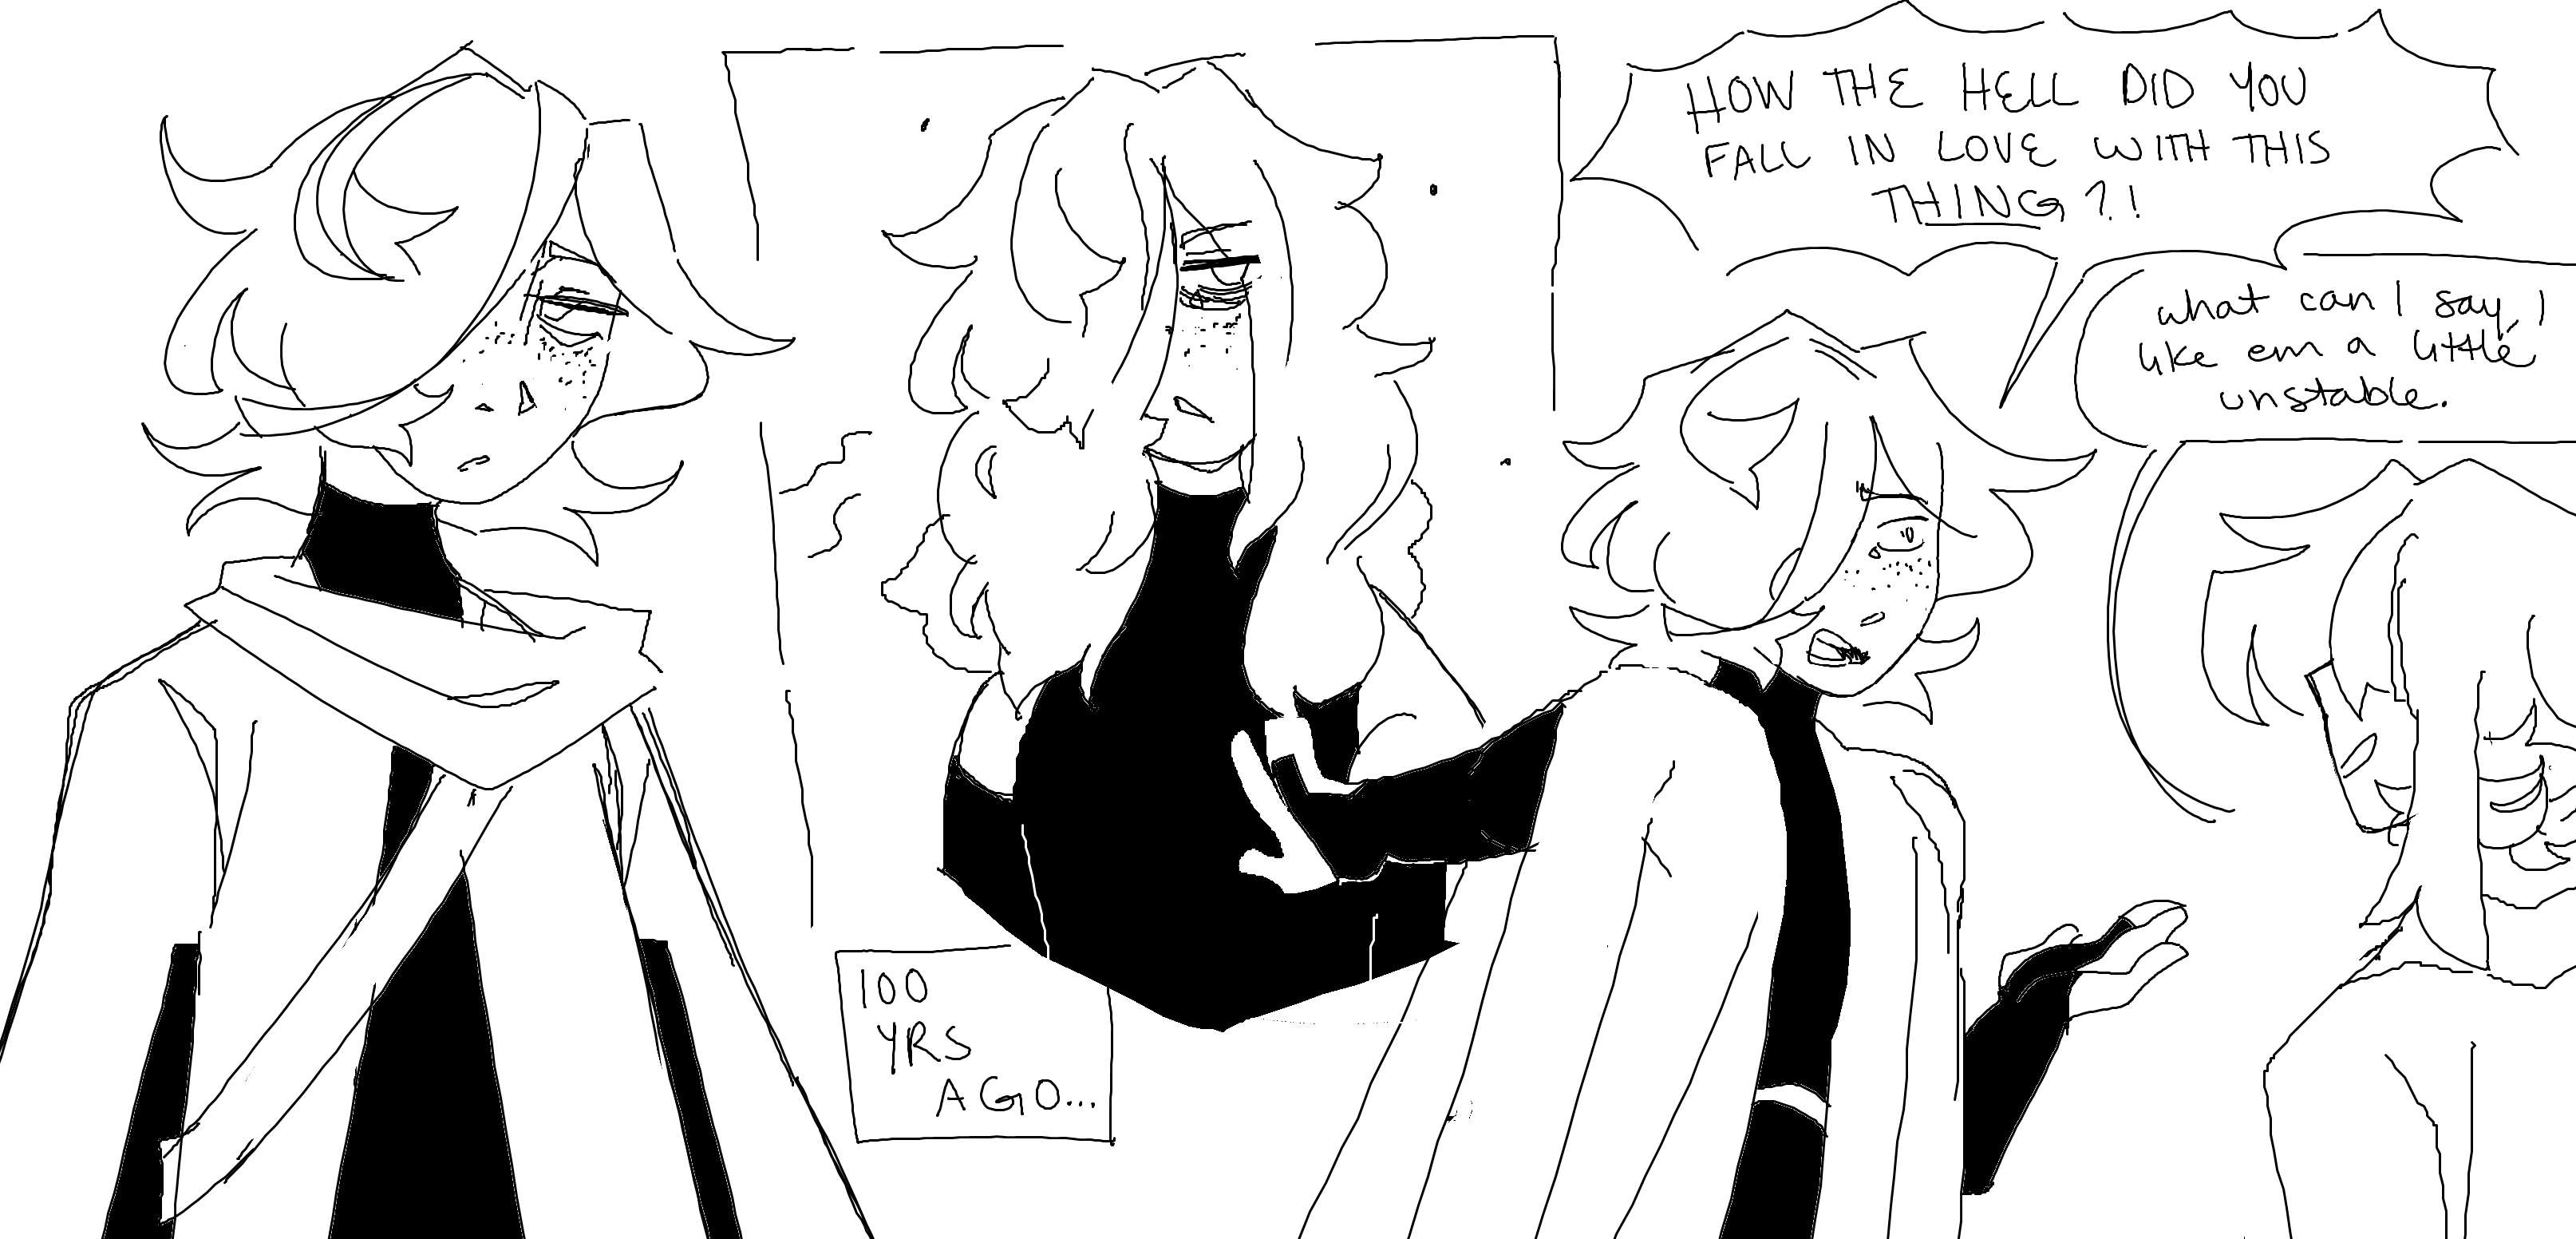 HOW THE HELL DID YOU
FALL IN LOVE WITH THIS
THING?!
what can I say, I
like em a little
unstable.
100
YRS
AGO...